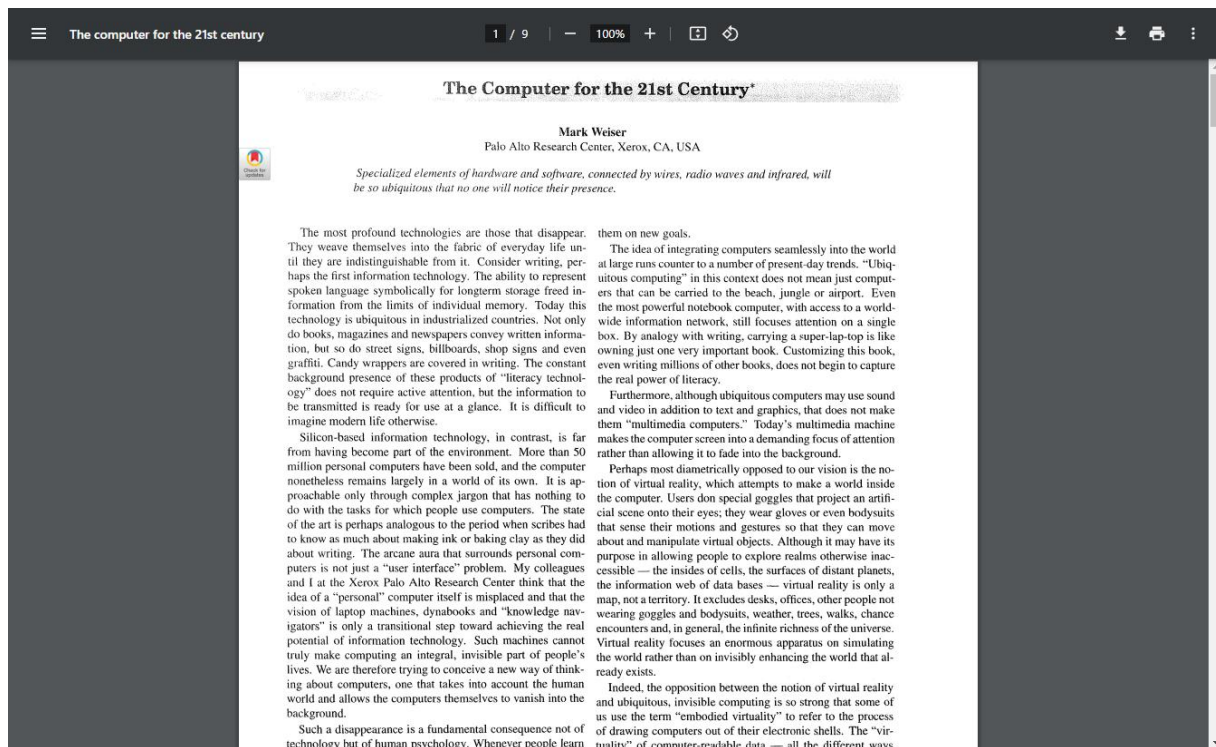 The computer for the 21st century
1 / 9
100%
The Computer for the 21st Century*
Mark Weiser
Palo Alto Research Center, Xerox, CA, USA
Check for
updates
Specialized elements of hardware and software, connected by wires, radio waves and infrared, will
be so ubiquitous that no one will notice their presence.
The most profound technologies are those that disappear.
They weave themselves into the fabric of everyday life un-
til they are indistinguishable from it. Consider writing, per-
haps the first information technology. The ability to represent
spoken language symbolically for longterm storage freed in-
formation from the limits of individual memory. Today this
technology is ubiquitous in industrialized countries. Not only
do books, magazines and newspapers convey written informa-
tion, but so do street signs, billboards, shop signs and even
graffiti. Candy wrappers are covered in writing. The constant
background presence of these products of “literacy technol-
ogy” does not require active attention, but the information to
be transmitted is ready for use at a glance. It is difficult to
imagine modern life otherwise.
Silicon-based information technology, in contrast, is far
from having become part of the environment. More than 50
million personal computers have been sold, and the computer
nonetheless remains largely in a world of its own. It is ap-
proachable only through complex jargon that has nothing to
do with the tasks for which people use computers. The state
of the art is perhaps analogous to the period when scribes had
to know as much about making ink or baking clay as they did
about writing. The arcane aura that surrounds personal com-
puters is not just a “user interface” problem. My colleagues
and I at the Xerox Palo Alto Research Center think that the
idea of a “personal” computer itself is misplaced and that the
vision of laptop machines, dynabooks and “knowledge nav-
igators” is only a transitional step toward achieving the real
potential of information technology. Such machines cannot
truly make computing an integral, invisible part of people’s
lives. We are therefore trying to conceive a new way of think-
ing about computers, one that takes into account the human
world and allows the computers themselves to vanish into the
background.
Such a disappearance is a fundamental consequence not of
technology but of human psychology. Whenever people learn
them on new goals.
The idea of integrating computers seamlessly into the world
at large runs counter to a number of present-day trends. “Ubiq-
uitous computing” in this context does not mean just comput-
ers that can be carried to the beach, jungle or airport. Even
the most powerful notebook computer, with access to a world-
wide information network, still focuses attention on a single
box. By analogy with writing, carrying a super-lap-top is like
owning just one very important book. Customizing this book,
even writing millions of other books, does not begin to capture
the real power of literacy.
Furthermore, although ubiquitous computers may use sound
and video in addition to text and graphics, that does not make
them “multimedia computers.” Today’s multimedia machine
makes the computer screen into a demanding focus of attention
rather than allowing it to fade into the background.
Perhaps most diametrically opposed to our vision is the no-
tion of virtual reality, which attempts to make a world inside
the computer. Users don special goggles that project an artifi-
cial scene onto their eyes; they wear gloves or even bodysuits
that sense their motions and gestures so that they can move
about and manipulate virtual objects. Although it may have its
purpose in allowing people to explore realms otherwise inac-
cessible — the insides of cells, the surfaces of distant planets,
the information web of data bases — virtual reality is only a
map, not a territory. It excludes desks, offices, other people not
wearing goggles and bodysuits, weather, trees, walks, chance
encounters and, in general, the infinite richness of the universe.
Virtual reality focuses an enormous apparatus on simulating
the world rather than on invisibly enhancing the world that al-
ready exists.
Indeed, the opposition between the notion of virtual reality
and ubiquitous, invisible computing is so strong that some of
us use the term “embodied virtuality” to refer to the process
of drawing computers out of their electronic shells. The “vir-
tuality” of computer-readable data — all the different ways